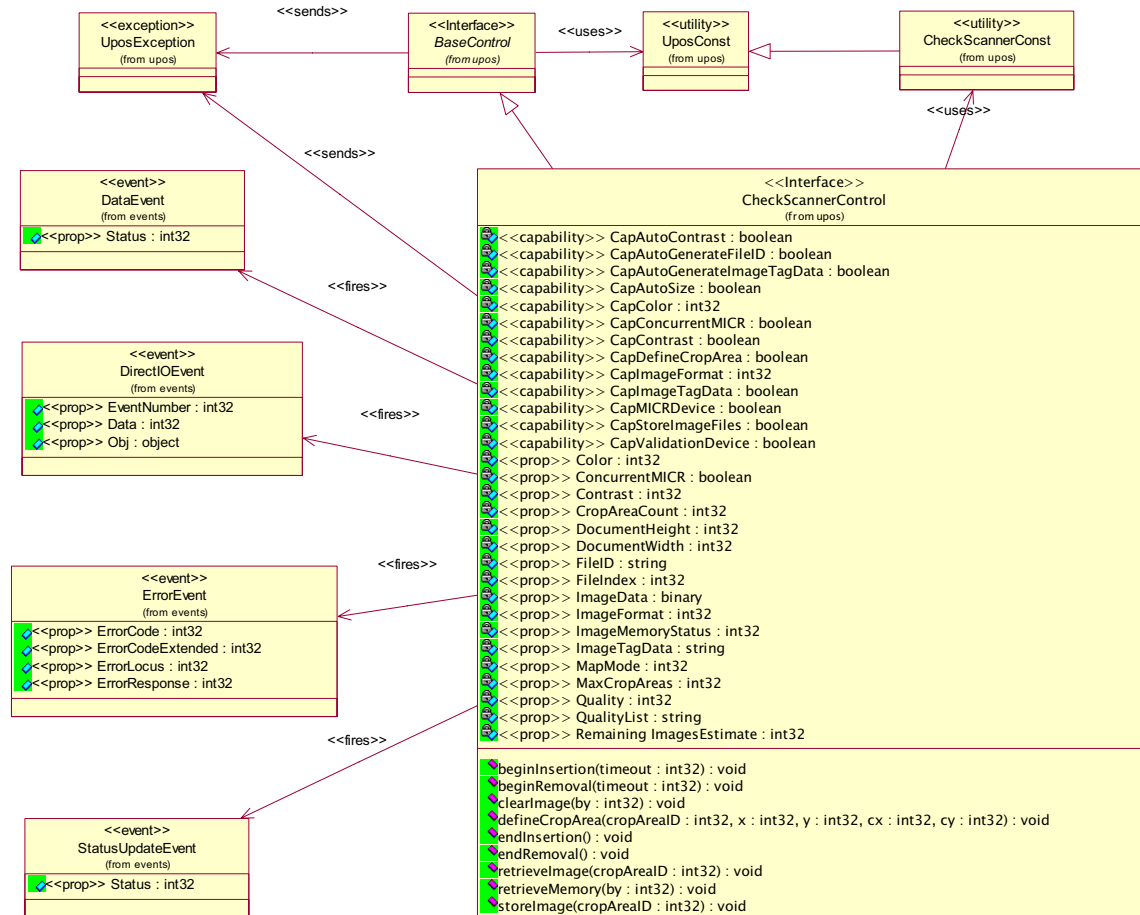 <<sends>>
<<exception>>
UposException
(from upos)
<<Interface>>
BaseControl
(from upos)
<<uses>>
<<utility>>
UposConst
(from upos)
<<utility>>
CheckScannerConst
(from upos)
<<uses>>
<<sends>>
<<event>>
DataEvent
(from events)
<<prop>> Status : int32
<<fires>>
<<event>>
DirectIOEvent
(from events)
<<prop>> EventNumber : int32
<<prop>> Data : int32
<<prop>> Obj : object
<<fires>>
<<event>>
ErrorEvent
(from events)
<<prop>> ErrorCode : int32
<<prop>> ErrorCodeExtended : int32
<<prop>> ErrorLocus : int32
<<prop>> ErrorResponse : int32
<<fires>>
<<event>>
StatusUpdateEvent
(from events)
<<prop>> Status : int32
<<fires>>
<<Interface>>
CheckScannerControl
(from upos)
<<capability>> CapAutoContrast : boolean
<<capability>> CapAutoGenerateFileID : boolean
<<capability>> CapAutoGenerateImageTagData : boolean
<<capability>> CapAutoSize : boolean
<<capability>> CapColor : int32
<<capability>> CapConcurrentMICR : boolean
<<capability>> CapContrast : boolean
<<capability>> CapDefineCropArea : boolean
<<capability>> CapImageFormat : int32
<<capability>> CapImageTagData : boolean
<<capability>> CapMICRDevice : boolean
<<capability>> CapStoreImageFiles : boolean
<<capability>> CapValidationDevice : boolean
<<prop>> Color : int32
<<prop>> ConcurrentMICR : boolean
<<prop>> Contrast : int32
<<prop>> CropAreaCount : int32
<<prop>> DocumentHeight : int32
<<prop>> DocumentWidth : int32
<<prop>> FileID : string
<<prop>> FileIndex : int32
<<prop>> ImageData : binary
<<prop>> ImageFormat : int32
<<prop>> ImageMemoryStatus : int32
<<prop>> ImageTagData : string
<<prop>> MapMode : int32
<<prop>> MaxCropAreas : int32
<<prop>> Quality : int32
<<prop>> QualityList : string
<<prop>> Remaining ImagesEstimate : int32
beginInsertion(timeout : int32) : void
beginRemoval(timeout : int32) : void
clearImage(by : int32) : void
defineCropArea(cropAreaID : int32, x : int32, y : int32, cx : int32, cy : int32) : void
endInsertion() : void
endRemoval() : void
retrieveImage(cropAreaID : int32) : void
retrieveMemory(by : int32) : void
storeImage(cropAreaID : int32) : void